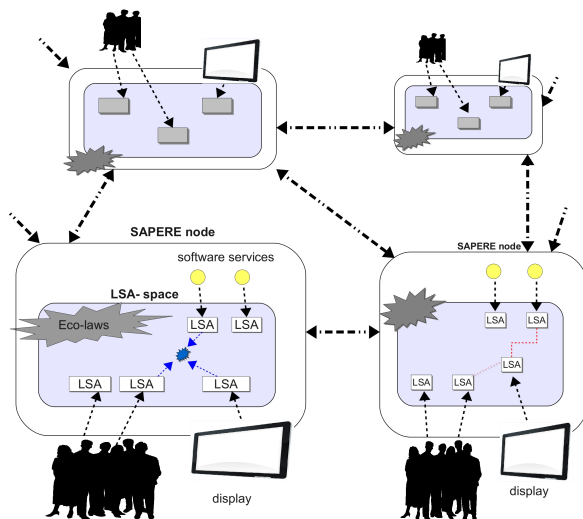 SAPERE node
SAPERE node
software services
LSA- space
Eco-laws
LSA
LSA
LSA
LSA
LSA
LSA
LSA
LSA
LSA
LSA
display
display